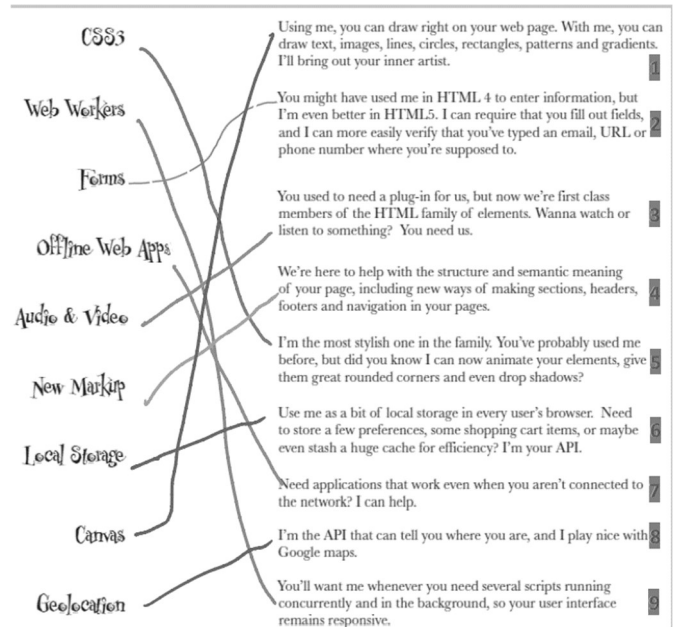 CSS3
Web Workers
Forms
Offline Web Apps
Audio & Video
New Markup
Local Storage
Canvas
Geolocation
Using me, you can draw right on your web page. With me, you can
draw text, images, lines, circles, rectangles, patterns and gradients.
I'll bring out your inner artist.
1
You might have used me in HTML 4 to enter information, but
I'm even better in HTML5. I can require that you fill out fields,
and I can more easily verify that you've typed an email, URL or
phone number where you're supposed to.
2
You used to need a plug-in for us, but now we're first class
members of the HTML family of elements. Wanna watch or
listen to something? You need us.
3
We're here to help with the structure and semantic meaning
of your page, including new ways of making sections, headers,
footers and navigation in your pages.
4
I'm the most stylish one in the family. You've probably used me
before, but did you know I can now animate your elements, give
them great rounded corners and even drop shadows?
5
Use me as a bit of local storage in every user's browser. Need
to store a few preferences, some shopping cart items, or maybe
even stash a huge cache for efficiency? I'm your API.
6
Need applications that work even when you aren't connected to
the network? I can help.
7
I'm the API that can tell you where you are, and I play nice with
Google maps.
8
You'll want me whenever you need several scripts running
concurrently and in the background, so your user interface
remains responsive.
9